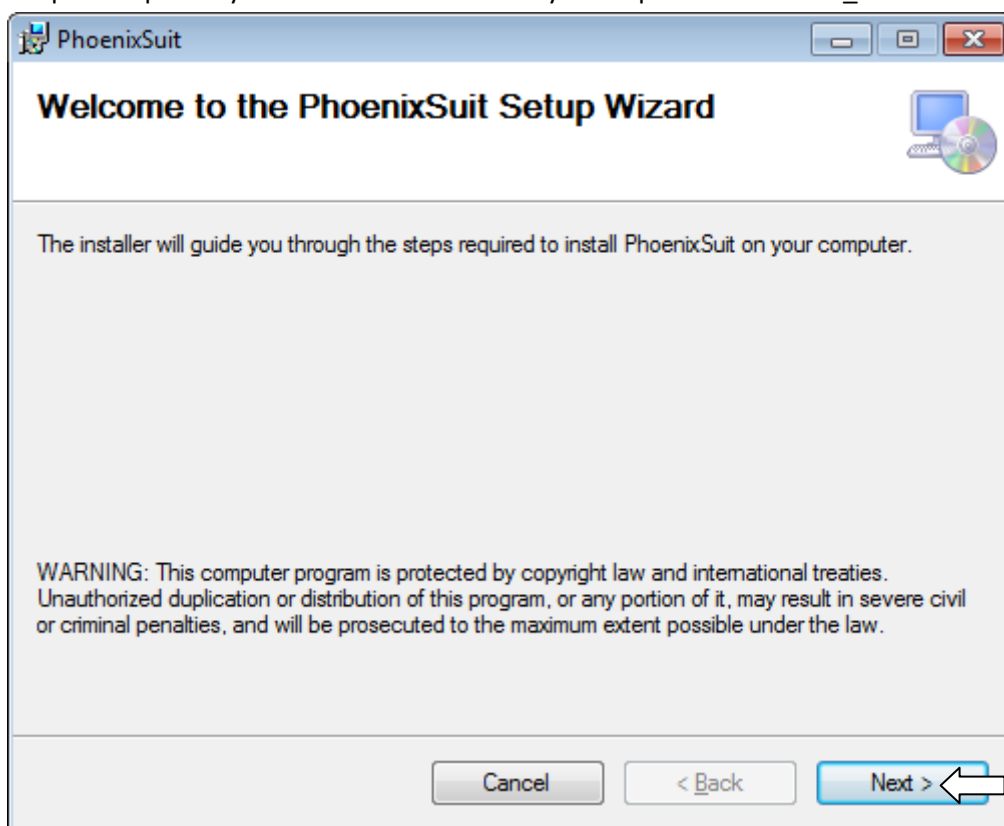 PhoenixSuit
Welcome to the PhoenixSuit Setup Wizard
The installer will guide you through the steps required to install PhoenixSuit on your computer.
WARNING: This computer program is protected by copyright law and international treaties.
Unauthorized duplication or distribution of this program, or any portion of it, may result in severe civil
or criminal penalties, and will be prosecuted to the maximum extent possible under the law.
Cancel
< Back
Next >